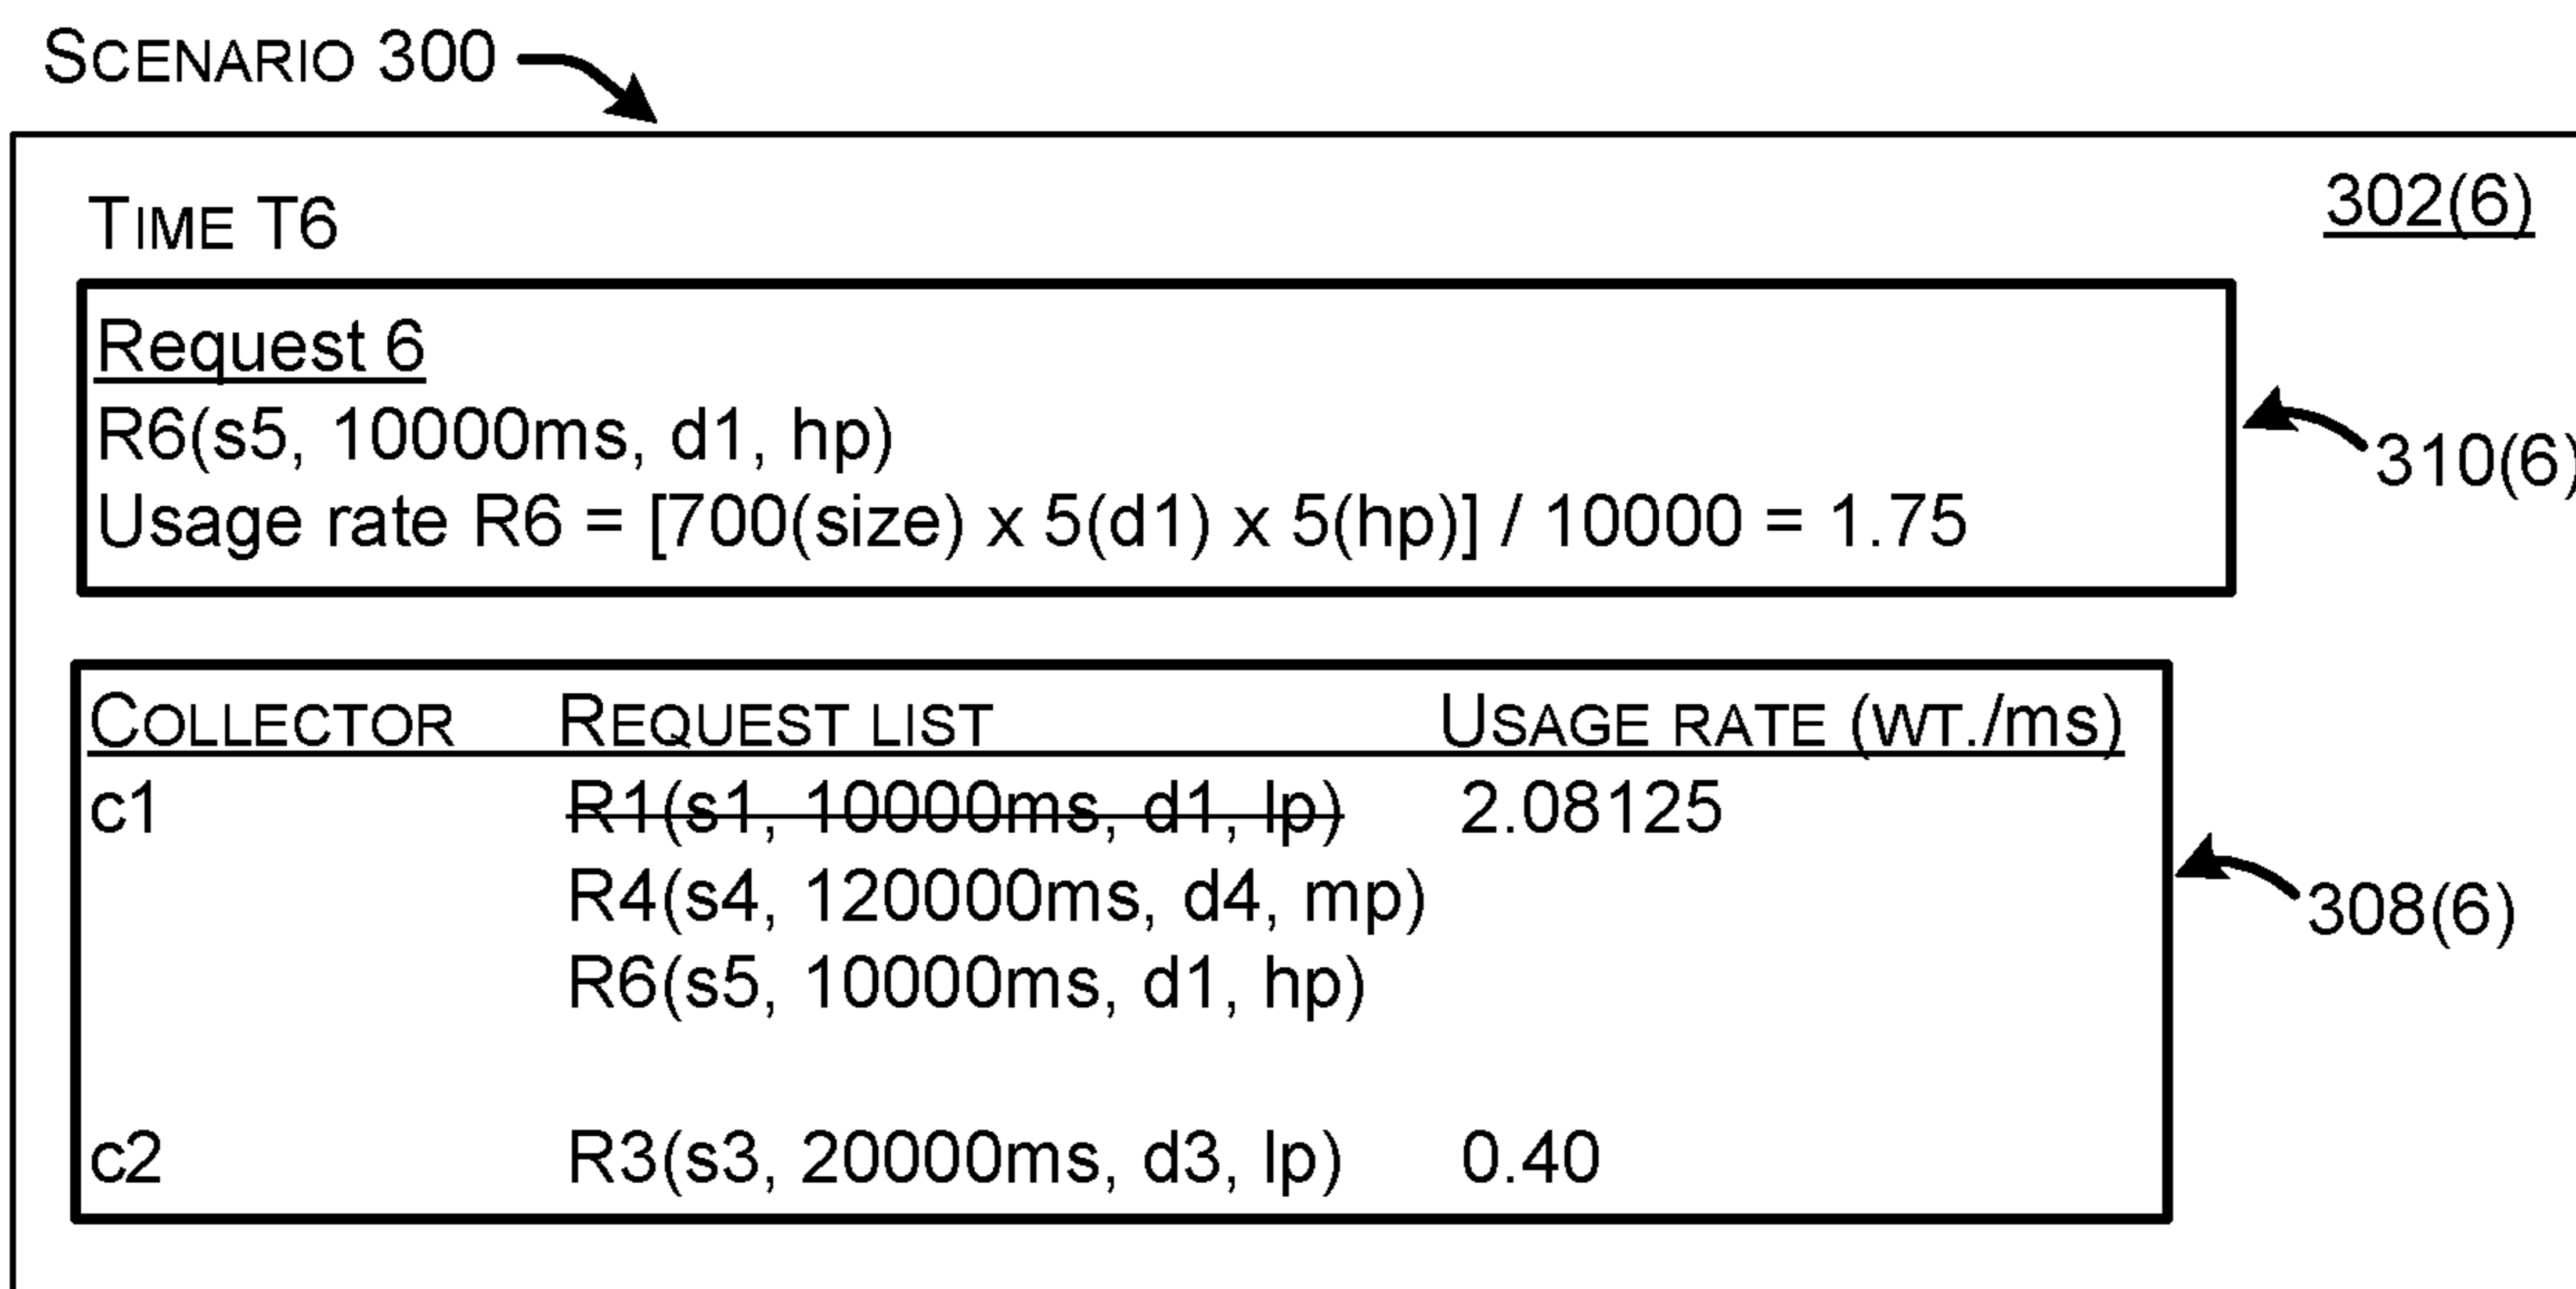 SCENARIO 300
TIME T6
302(6)
Request 6
R6(s5, 10000ms, d1, hp)
Usage rate R6 = [700(size) x 5(d1) x 5(hp)] / 10000 = 1.75
310(6)
COLLECTOR REQUEST LIST USAGE RATE (WT./ms)
c1 R1(s1, 10000ms, d1, lp) 2.08125
R4(s4, 120000ms, d4, mp)
R6(s5, 10000ms, d1, hp)
308(6)
c2 R3(s3, 20000ms, d3, lp) 0.40